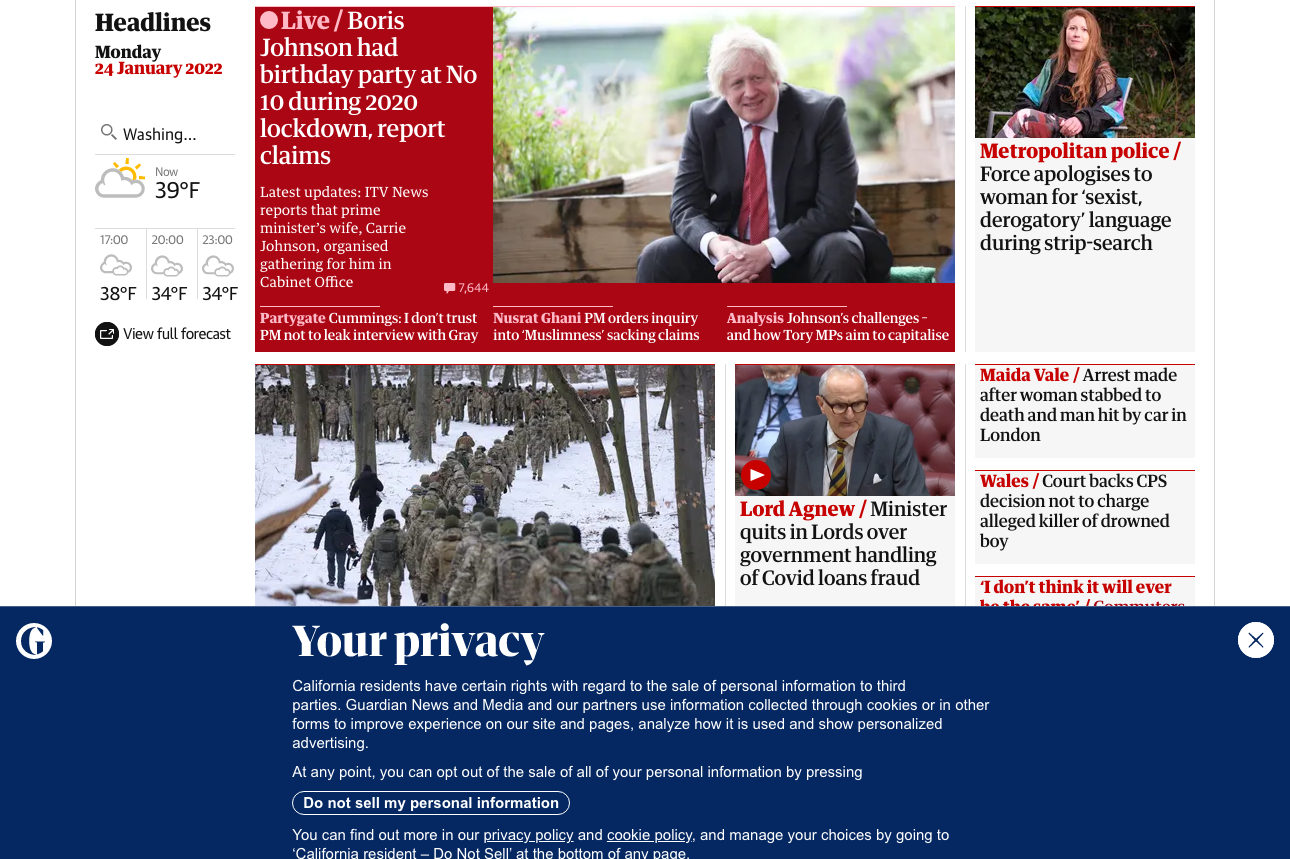 Headlines
Monday
24 January 2022
Washing...
Now
39°F
17:00
20:00
23:00
38°F
34°F
34°F
View full forecast
Live / Boris
Johnson had
birthday party at No
10 during 2020
lockdown, report
claims
Latest updates: ITV News
reports that prime
minister's wife, Carrie
Johnson, organised
gathering for him in
Cabinet Office
7,644
Partygate Cummings: I don't trust
PM not to leak interview with Gray
Nusrat Ghani PM orders inquiry
into 'Muslimness' sacking claims
Analysis Johnson's challenges –
and how Tory MPs aim to capitalise
Metropolitan police /
Force apologises to
woman for 'sexist,
derogatory' language
during strip-search
Lord Agnew / Minister
quits in Lords over
government handling
of Covid loans fraud
Maida Vale / Arrest made
after woman stabbed to
death and man hit by car in
London
Wales / Court backs CPS
decision not to charge
alleged killer of drowned
boy
'I don't think it will ever
be the same' / Commuters
Your privacy
California residents have certain rights with regard to the sale of personal information to third
parties. Guardian News and Media and our partners use information collected through cookies or in other
forms to improve experience on our site and pages, analyze how it is used and show personalized
advertising.
At any point, you can opt out of the sale of all of your personal information by pressing
Do not sell my personal information
You can find out more in our privacy policy and cookie policy, and manage your choices by going to
'California resident – Do Not Sell' at the bottom of any page.